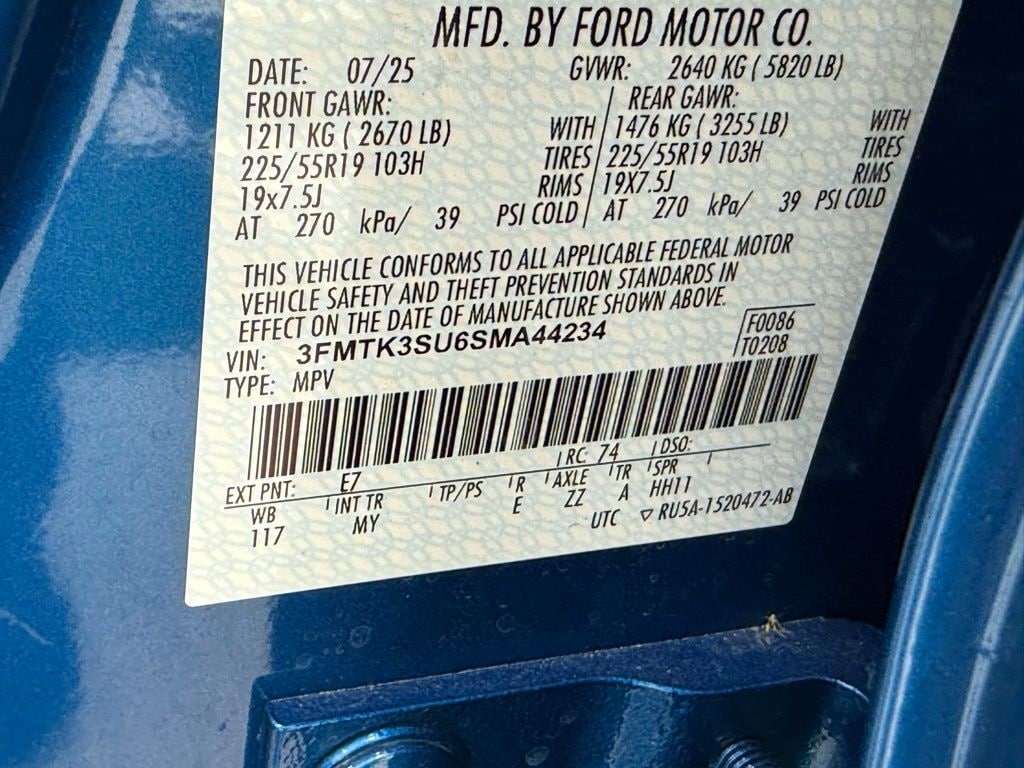 MFD. BY FORD MOTOR CO.
DATE: 07/25 GVWR: 2640 KG ( 5820 LB)
FRONT GAWR: REAR GAWR:
1211 KG ( 2670 LB) WITH 1476 KG ( 3255 LB) WITH
225/55R19 103H TIRES 225/55R19 103H TIRES
19x7.5J RIMS 19X7.5J RIMS
AT 270 kPa/ 39 PSI COLD AT 270 kPa/ 39 PSI COLD
THIS VEHICLE CONFORMS TO ALL APPLICABLE FEDERAL MOTOR
VEHICLE SAFETY AND THEFT PREVENTION STANDARDS IN
EFFECT ON THE DATE OF MANUFACTURE SHOWN ABOVE.
VIN: 3FMTK3SU6SMA44234 F0086
TYPE: MPV T0208
EXT PNT: E7 RC: 74 DSO:
WB INT TR TP/PS R AXLE TR SPR
117 MY E ZZ A HH11
UTC ▽ RU5A-1520472-AB